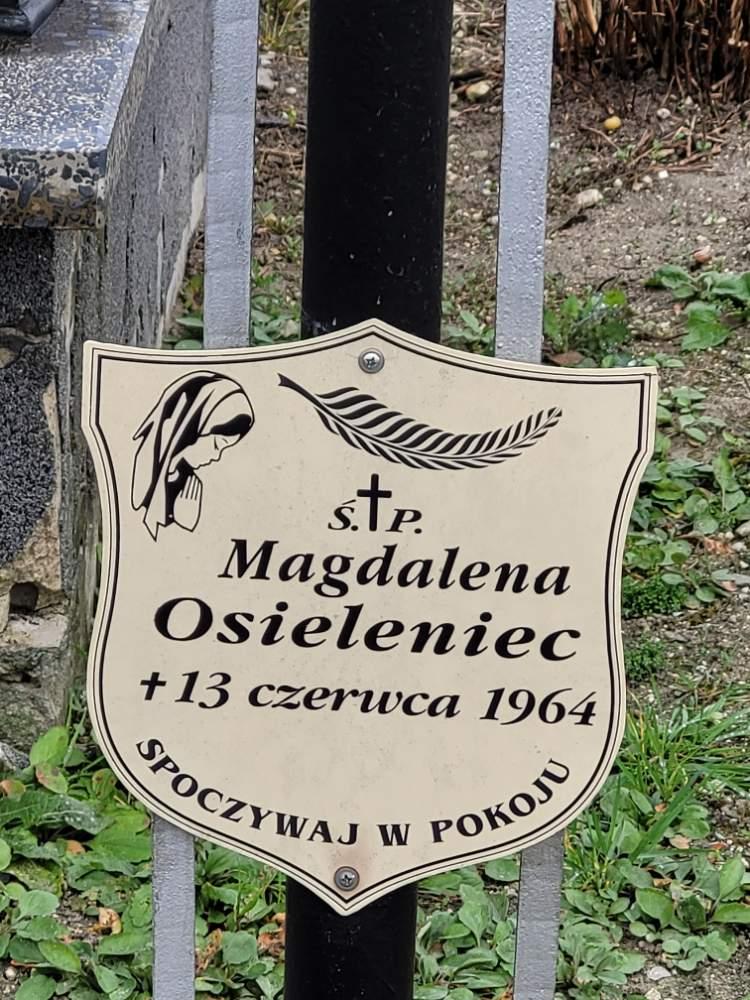 Ś.✝P.
Magdalena
Osieleniec
+ 13 czerwca 1964
SPOCZYWAJ W POKOJU